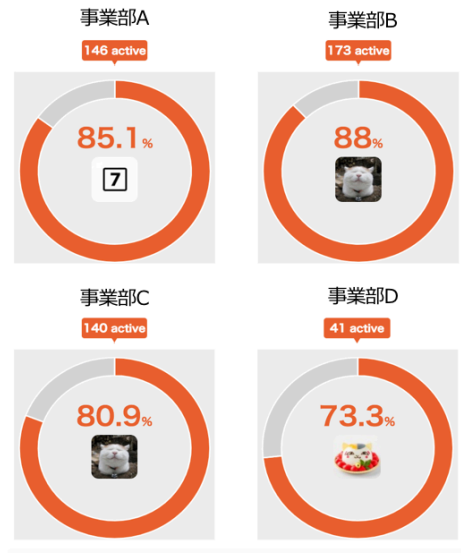 事業部A
146 active
85.1%
7
事業部B
173 active
88%
事業部C
140 active
80.9%
事業部D
41 active
73.3%